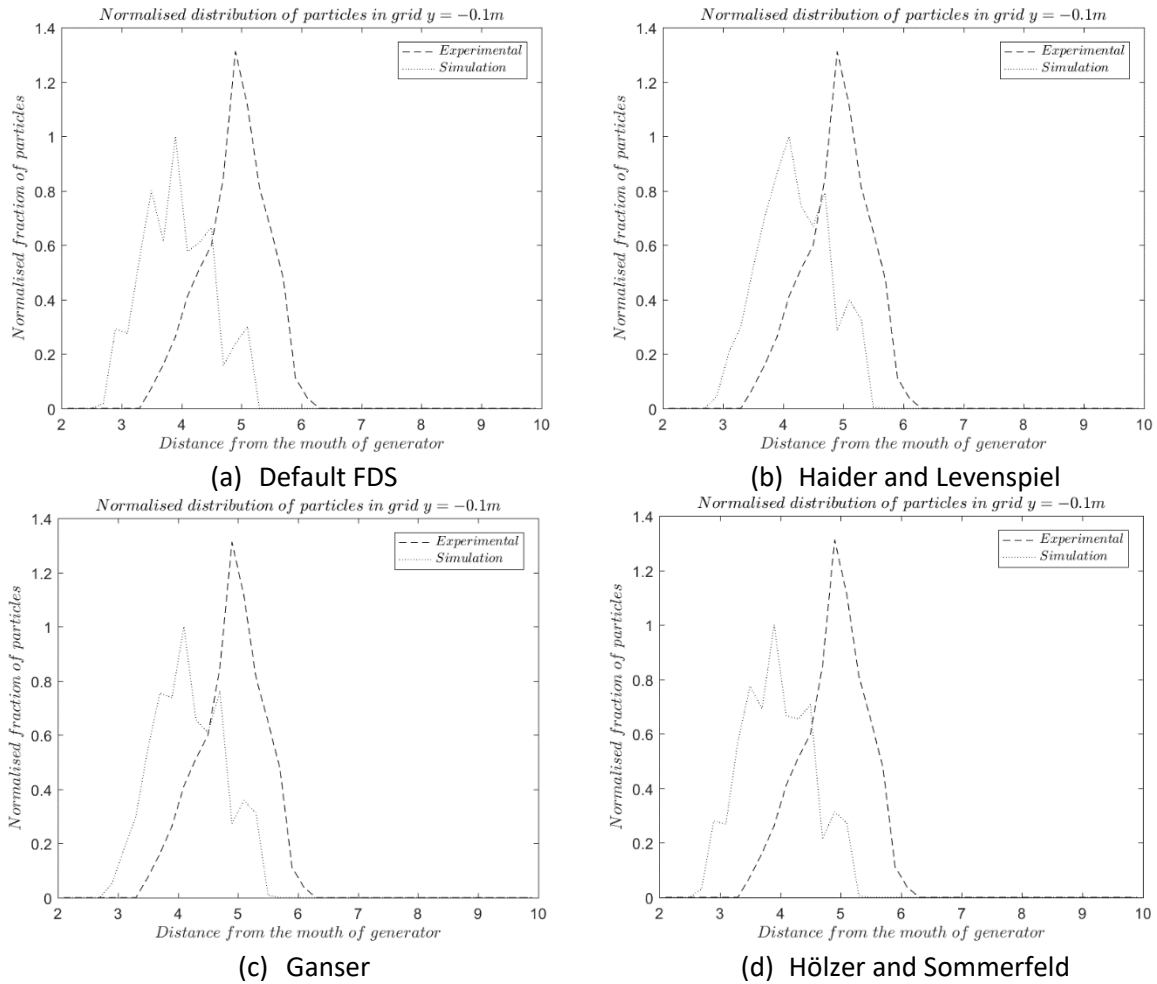 Normalised distribution of particles in grid y = −0.1m
Normalised fraction of particles
1.4
1.2
1
0.8
0.6
0.4
0.2
0
Experimental
Simulation
2 3 4 5 6 7 8 9 10
Distance from the mouth of generator
(a) Default FDS
Normalised distribution of particles in grid y = −0.1m
Normalised fraction of particles
1.4
1.2
1
0.8
0.6
0.4
0.2
0
Experimental
Simulation
2 3 4 5 6 7 8 9 10
Distance from the mouth of generator
(b) Haider and Levenspiel
Normalised distribution of particles in grid y = −0.1m
Normalised fraction of particles
1.4
1.2
1
0.8
0.6
0.4
0.2
0
Experimental
Simulation
2 3 4 5 6 7 8 9 10
Distance from the mouth of generator
(c) Ganser
Normalised distribution of particles in grid y = −0.1m
Normalised fraction of particles
1.4
1.2
1
0.8
0.6
0.4
0.2
0
Experimental
Simulation
2 3 4 5 6 7 8 9 10
Distance from the mouth of generator
(d) Hölzer and Sommerfeld